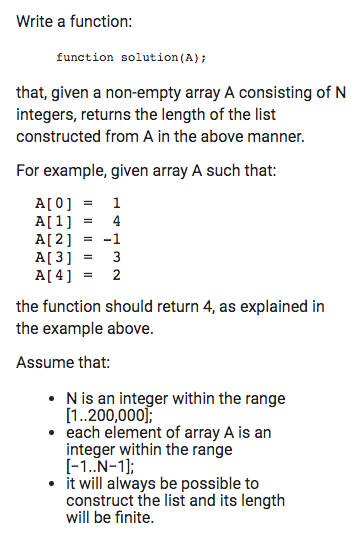 Write a function:
function solution(A);
that, given a non-empty array A consisting of N
integers, returns the length of the list
constructed from A in the above manner.
For example, given array A such that:
A[0] = 1
A[1] = 4
A[2] = -1
A[3] = 3
A[4] = 2
the function should return 4, as explained in
the example above.
Assume that:
• N is an integer within the range
[1..200,000];
• each element of array A is an
integer within the range
[−1..N−1];
• it will always be possible to
construct the list and its length
will be finite.